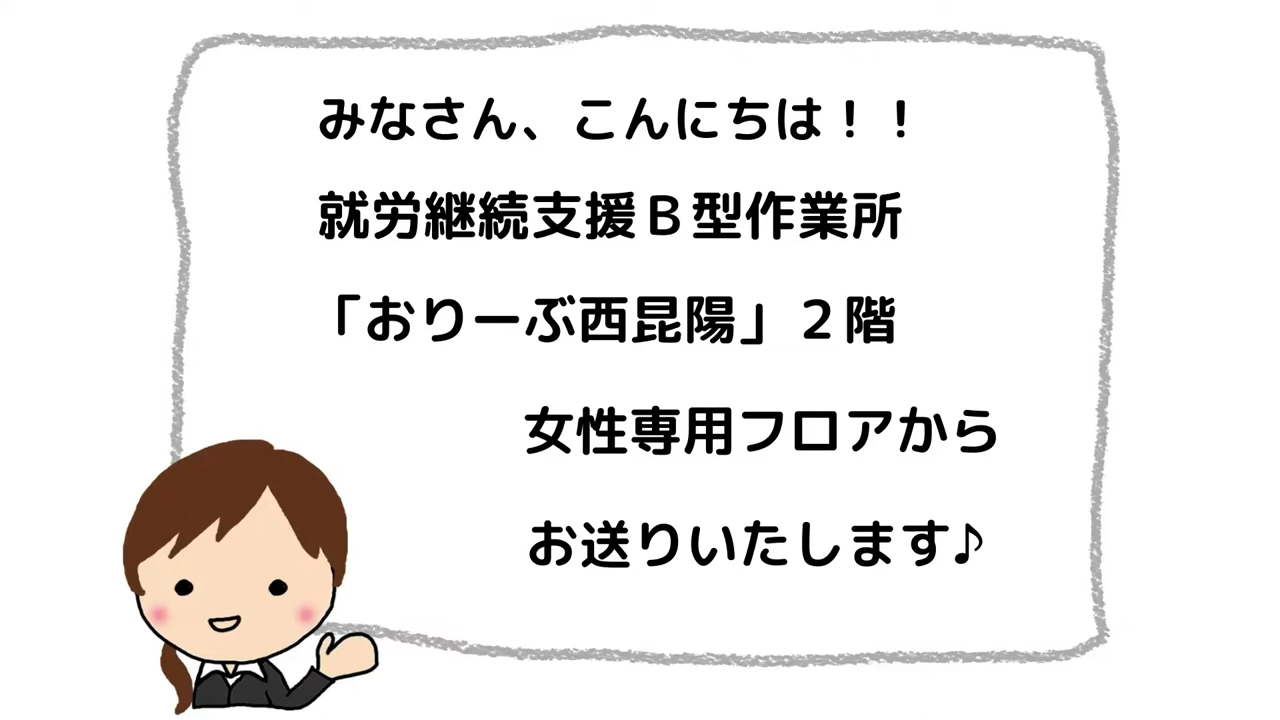 みなさん、こんにちは！！
就労継続支援Ｂ型作業所
「おりーぶ西昆陽」２階
女性専用フロアから
お送りいたします♪